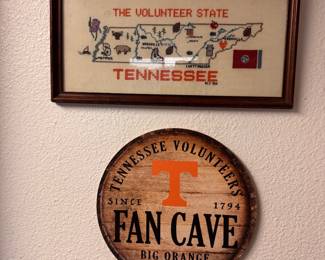 THE VOLUNTEER STATE
TENNESSEE
TENNESSEE VOLUNTEERS
T
SINCE 1794
FAN CAVE
BIG ORANGE